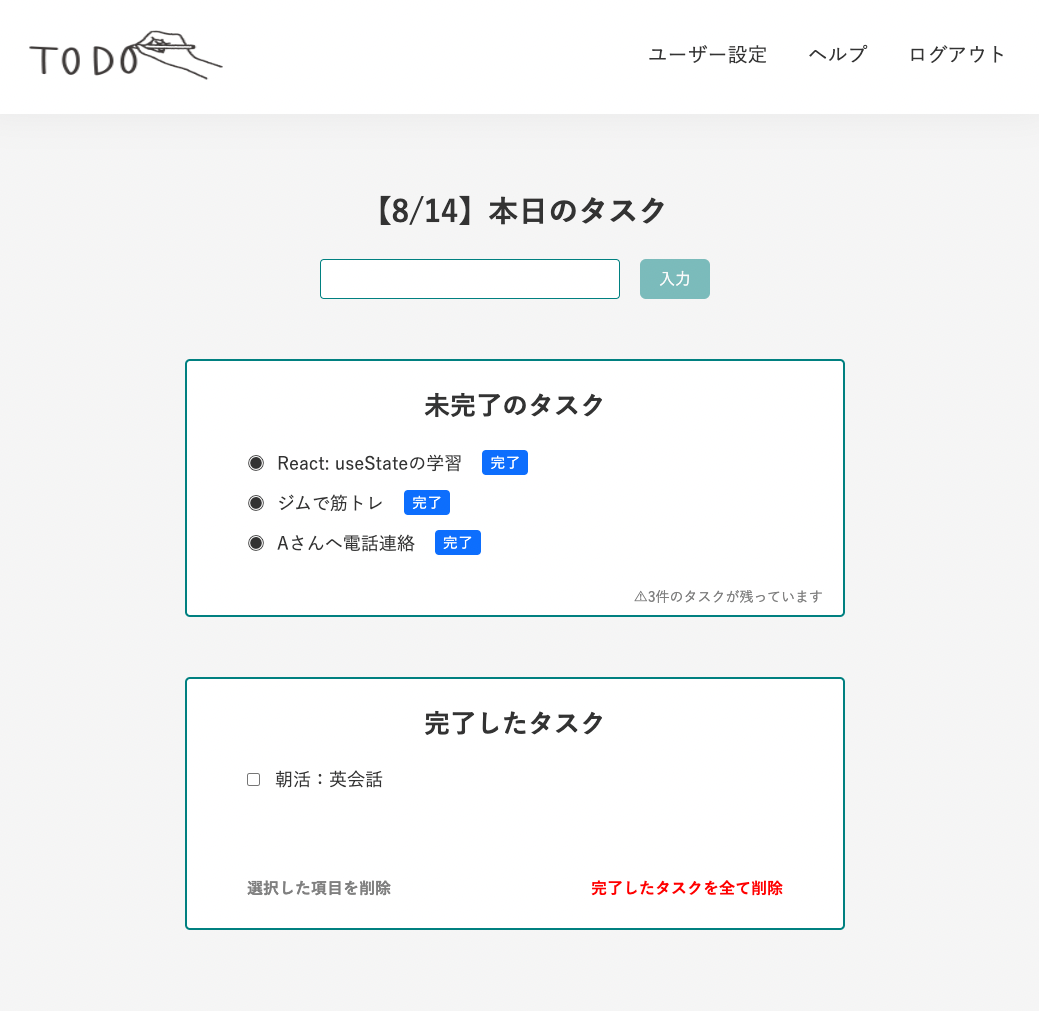 TODO
ユーザー設定 ヘルプ ログアウト
【8/14】本日のタスク
入力
未完了のタスク
◉ React: useStateの学習 完了
◉ ジムで筋トレ 完了
◉ Aさんへ電話連絡 完了
⚠3件のタスクが残っています
完了したタスク
朝活：英会話
選択した項目を削除 完了したタスクを全て削除